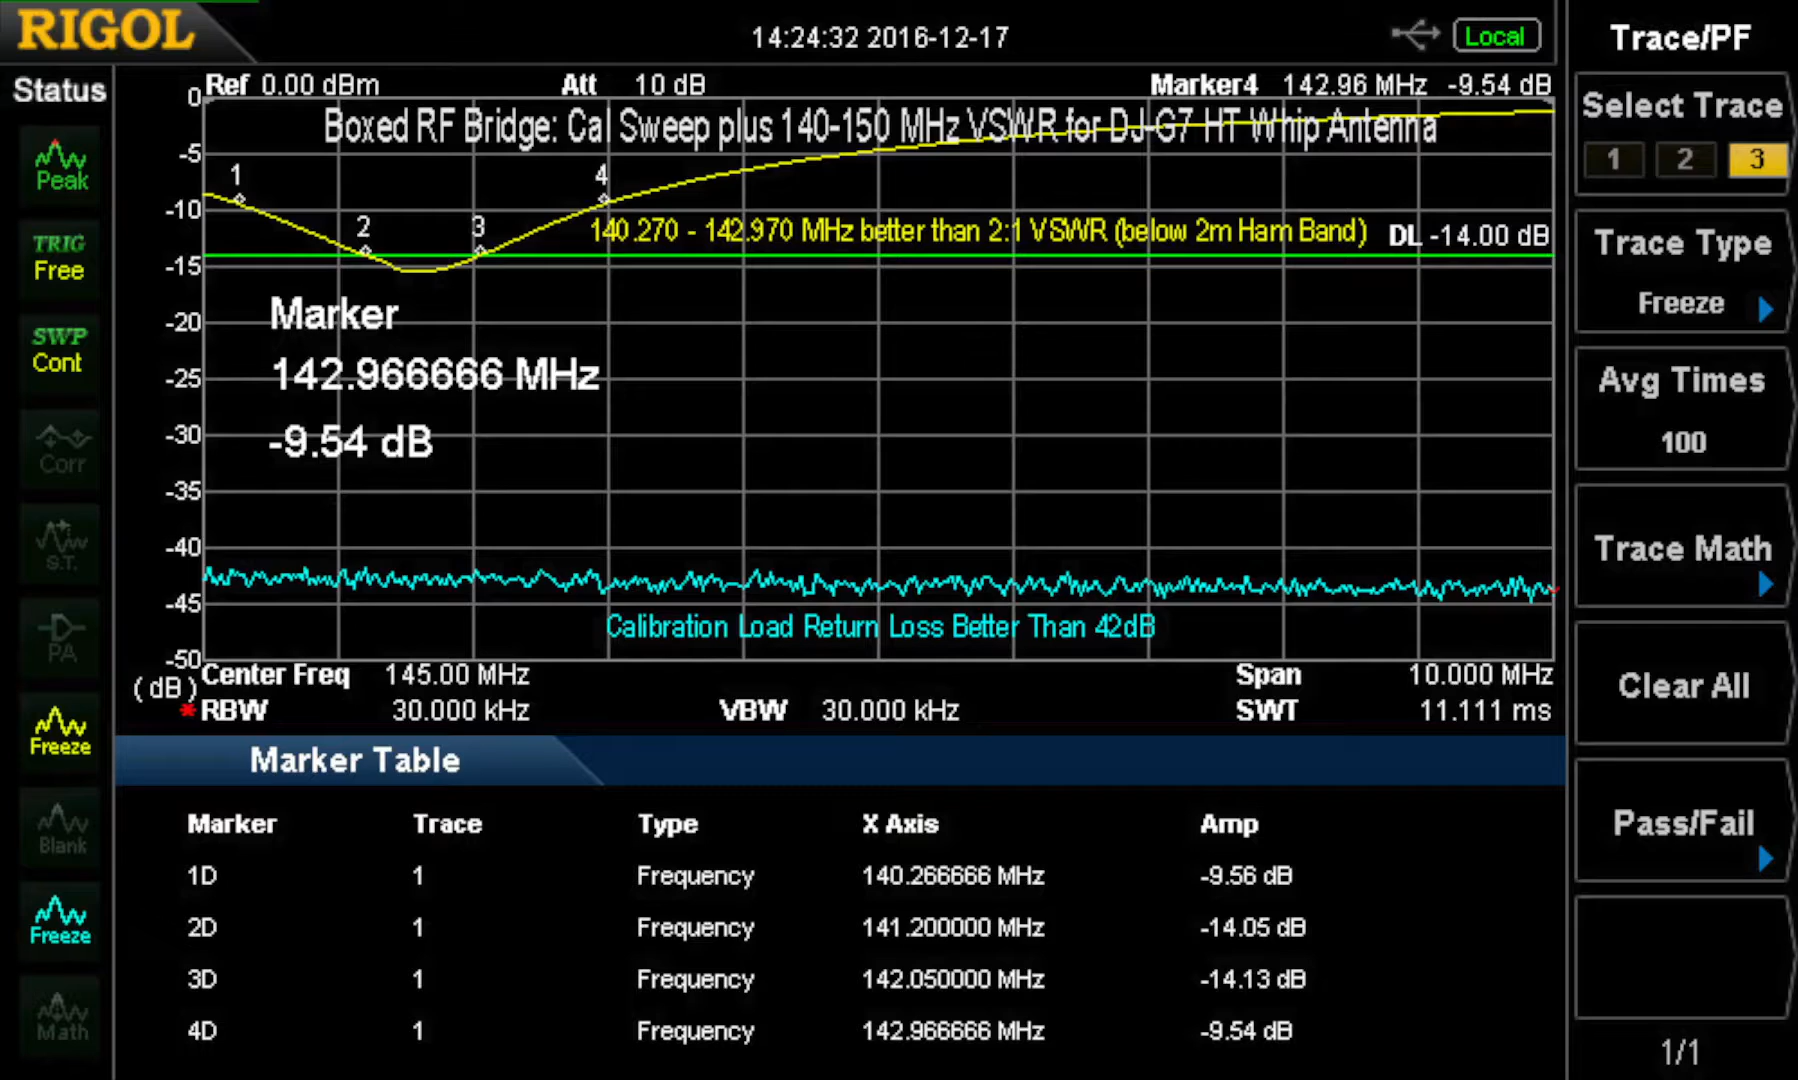 RIGOL
14:24:32 2016-12-17
Local
Trace/PF
Status
Ref 0.00 dBm Att 10 dB Marker4 142.96 MHz -9.54 dB
Boxed RF Bridge: Cal Sweep plus 140-150 MHz VSWR for DJ-G7 HT Whip Antenna
0
-5
-10
-15
-20
-25
-30
-35
-40
-45
-50
(dB)
1
2
3
4
140.270 - 142.970 MHz better than 2:1 VSWR (below 2m Ham Band)
DL -14.00 dB
Marker
142.966666 MHz
-9.54 dB
Calibration Load Return Loss Better Than 42dB
Center Freq 145.00 MHz Span 10.000 MHz
*RBW 30.000 kHz VBW 30.000 kHz SWT 11.111 ms
Peak
TRIG
Free
SWP
Cont
Corr
S.T.
PA
Freeze
Blank
Freeze
Math
Marker Table
Marker Trace Type X Axis Amp
1D 1 Frequency 140.266666 MHz -9.56 dB
2D 1 Frequency 141.200000 MHz -14.05 dB
3D 1 Frequency 142.050000 MHz -14.13 dB
4D 1 Frequency 142.966666 MHz -9.54 dB
Select Trace
1 2 3
Trace Type
Freeze
Avg Times
100
Trace Math
Clear All
Pass/Fail
1/1